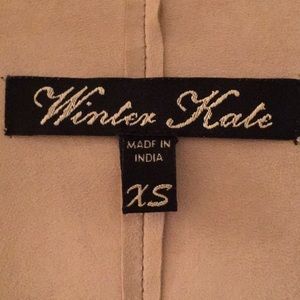 Winter Kate
MADE IN
INDIA
XS